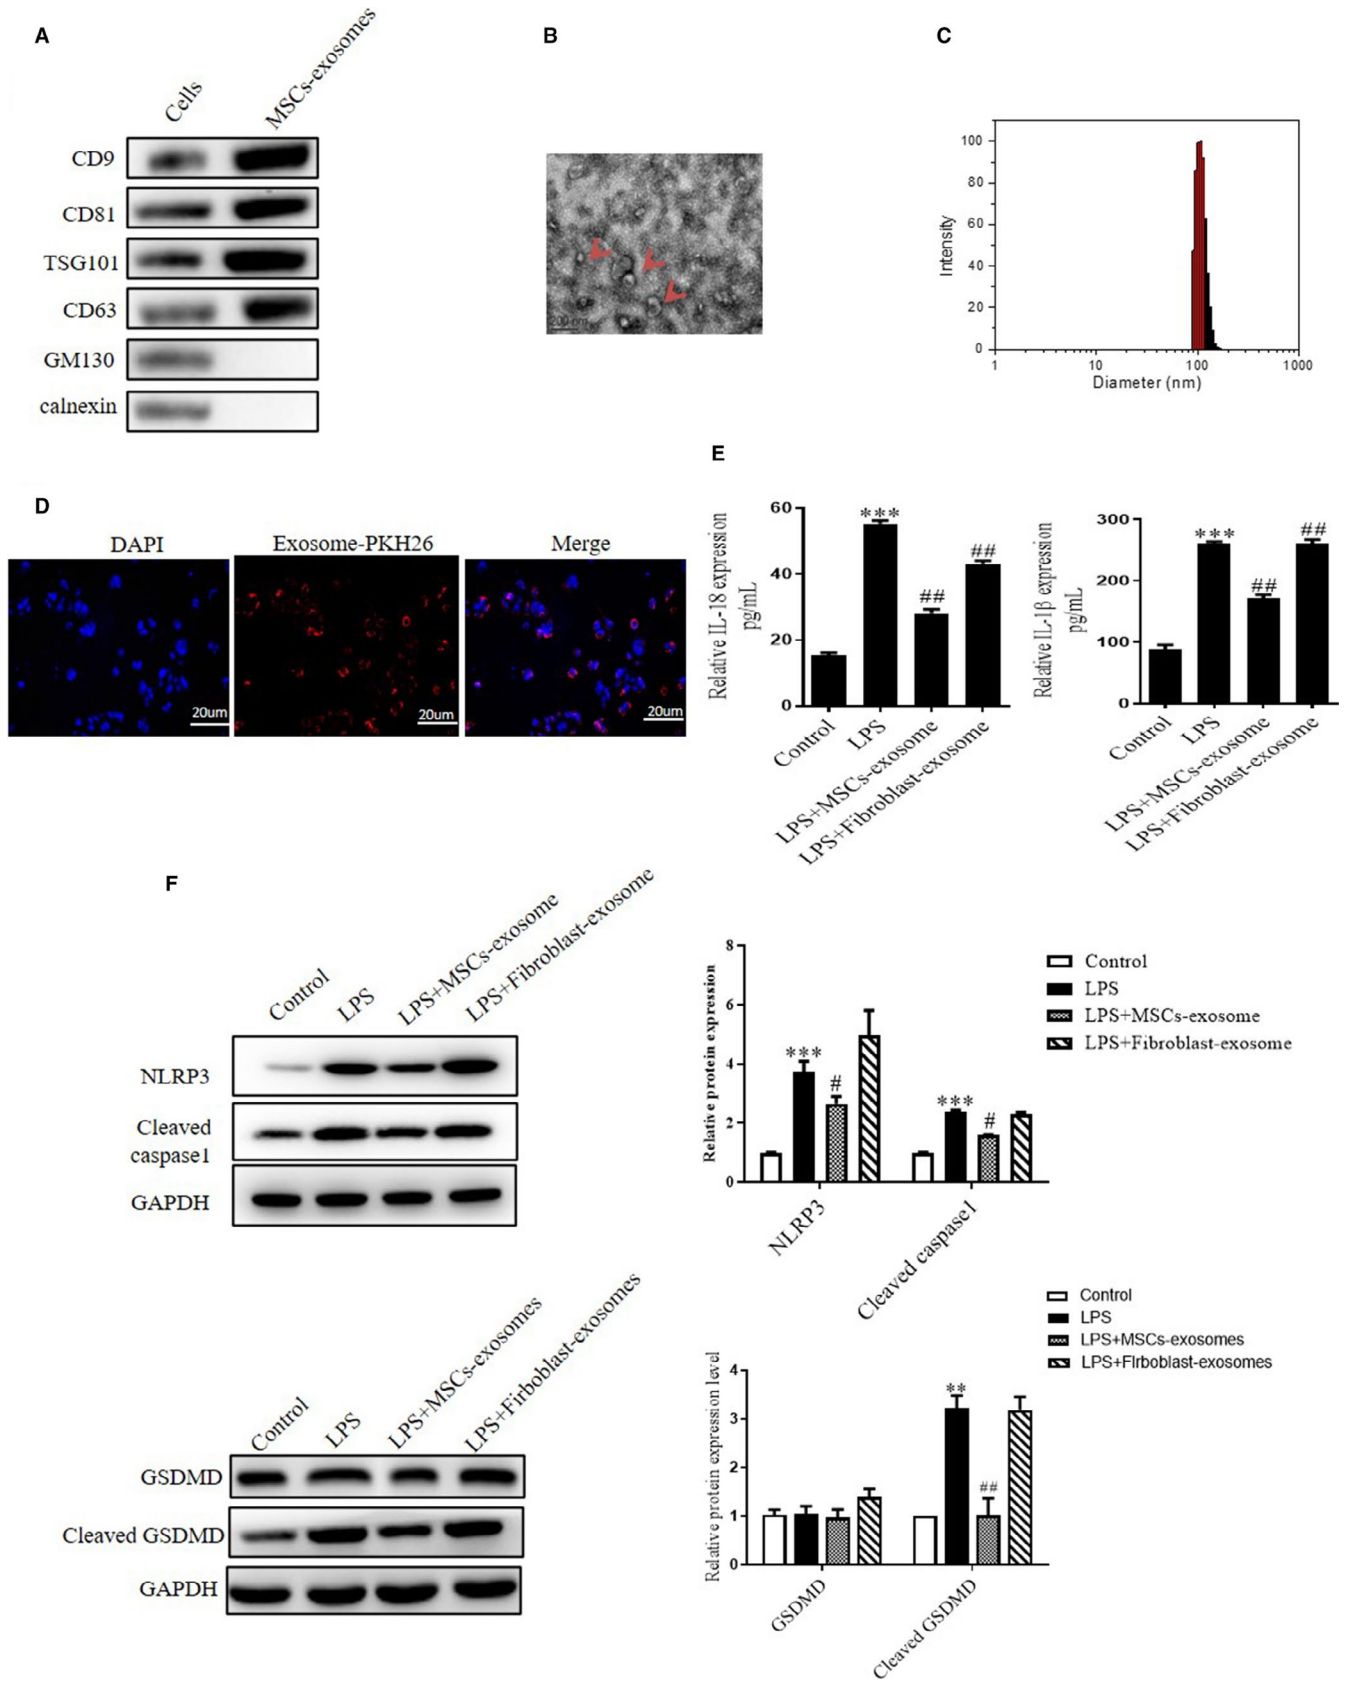 A
Cells
MSCs-exosomes
CD9
CD81
TSG101
CD63
GM130
calnexin
B
200 nm
C
Intensity
100
80
60
40
20
0
1
10
100
1000
Diameter (nm)
D
DAPI
Exosome-PKH26
Merge
20um
20um
20um
E
Relative IL-18 expression
pg/mL
60
40
20
0
***
##
##
Control
LPS
LPS+MSCs-exosome
LPS+Fibroblast-exosome
Relative IL-1β expression
pg/mL
300
200
100
0
***
##
##
Control
LPS
LPS+MSCs-exosome
LPS+Fibroblast-exosome
F
Control
LPS
LPS+MSCs-exosome
LPS+Fibroblast-exosome
NLRP3
Cleaved
caspase1
GAPDH
Relative protein expression
8
6
4
2
0
***
#
***
#
NLRP3
Cleaved caspase1
Control
LPS
LPS+MSCs-exosome
LPS+Fibroblast-exosome
Control
LPS
LPS+MSCs-exosomes
LPS+Firboblast-exosomes
GSDMD
Cleaved GSDMD
GAPDH
Relative protein expression level
4
3
2
1
0
**
##
GSDMD
Cleaved GSDMD
Control
LPS
LPS+MSCs-exosomes
LPS+FIrboblast-exosomes